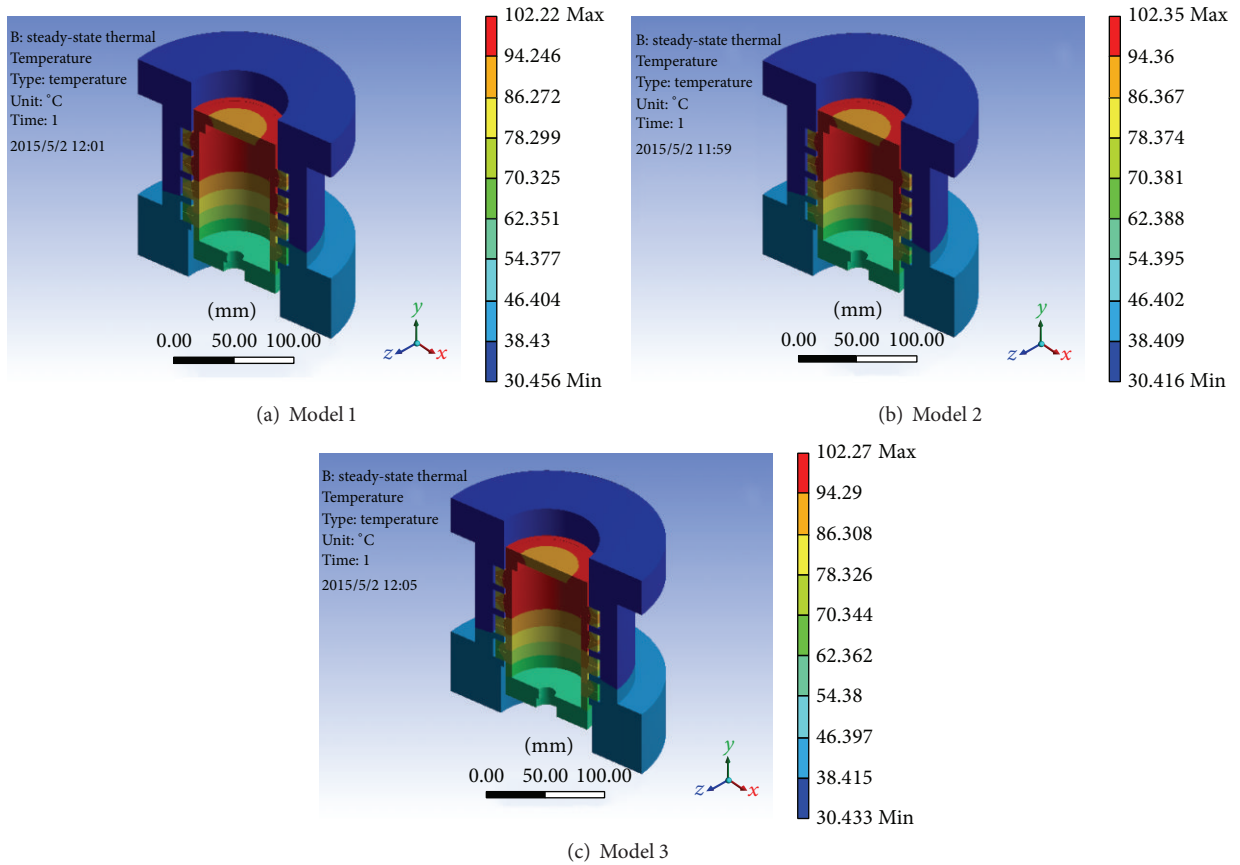 B: steady-state thermal
Temperature
Type: temperature
Unit: ˚C
Time: 1
2015/5/2 12:01
102.22 Max
94.246
86.272
78.299
70.325
62.351
54.377
46.404
38.43
30.456 Min
(mm)
0.00 50.00 100.00
y
z x
(a) Model 1
B: steady-state thermal
Temperature
Type: temperature
Unit: ˚C
Time: 1
2015/5/2 11:59
102.35 Max
94.36
86.367
78.374
70.381
62.388
54.395
46.402
38.409
30.416 Min
(mm)
0.00 50.00 100.00
y
z x
(b) Model 2
B: steady-state thermal
Temperature
Type: temperature
Unit: ˚C
Time: 1
2015/5/2 12:05
102.27 Max
94.29
86.308
78.326
70.344
62.362
54.38
46.397
38.415
30.433 Min
(mm)
0.00 50.00 100.00
y
z x
(c) Model 3